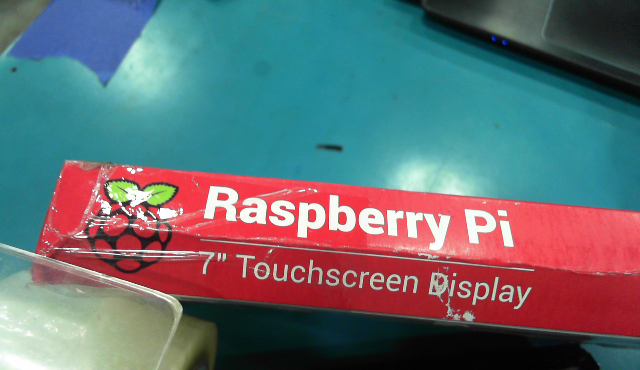 Raspberry Pi
7" Touchscreen Display